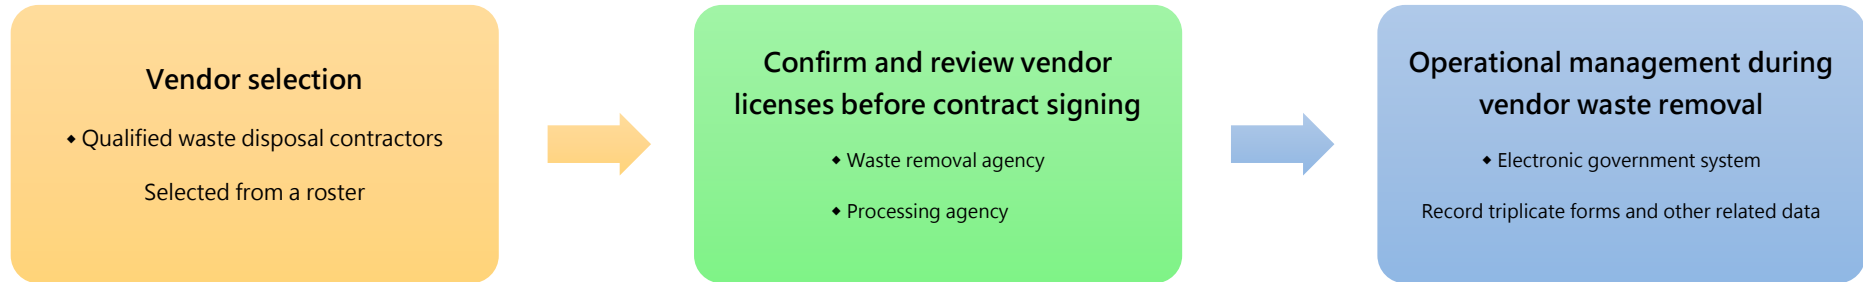 Vendor selection
◆ Qualified waste disposal contractors
Selected from a roster
Confirm and review vendor
licenses before contract signing
◆ Waste removal agency
◆ Processing agency
Operational management during
vendor waste removal
◆ Electronic government system
Record triplicate forms and other related data